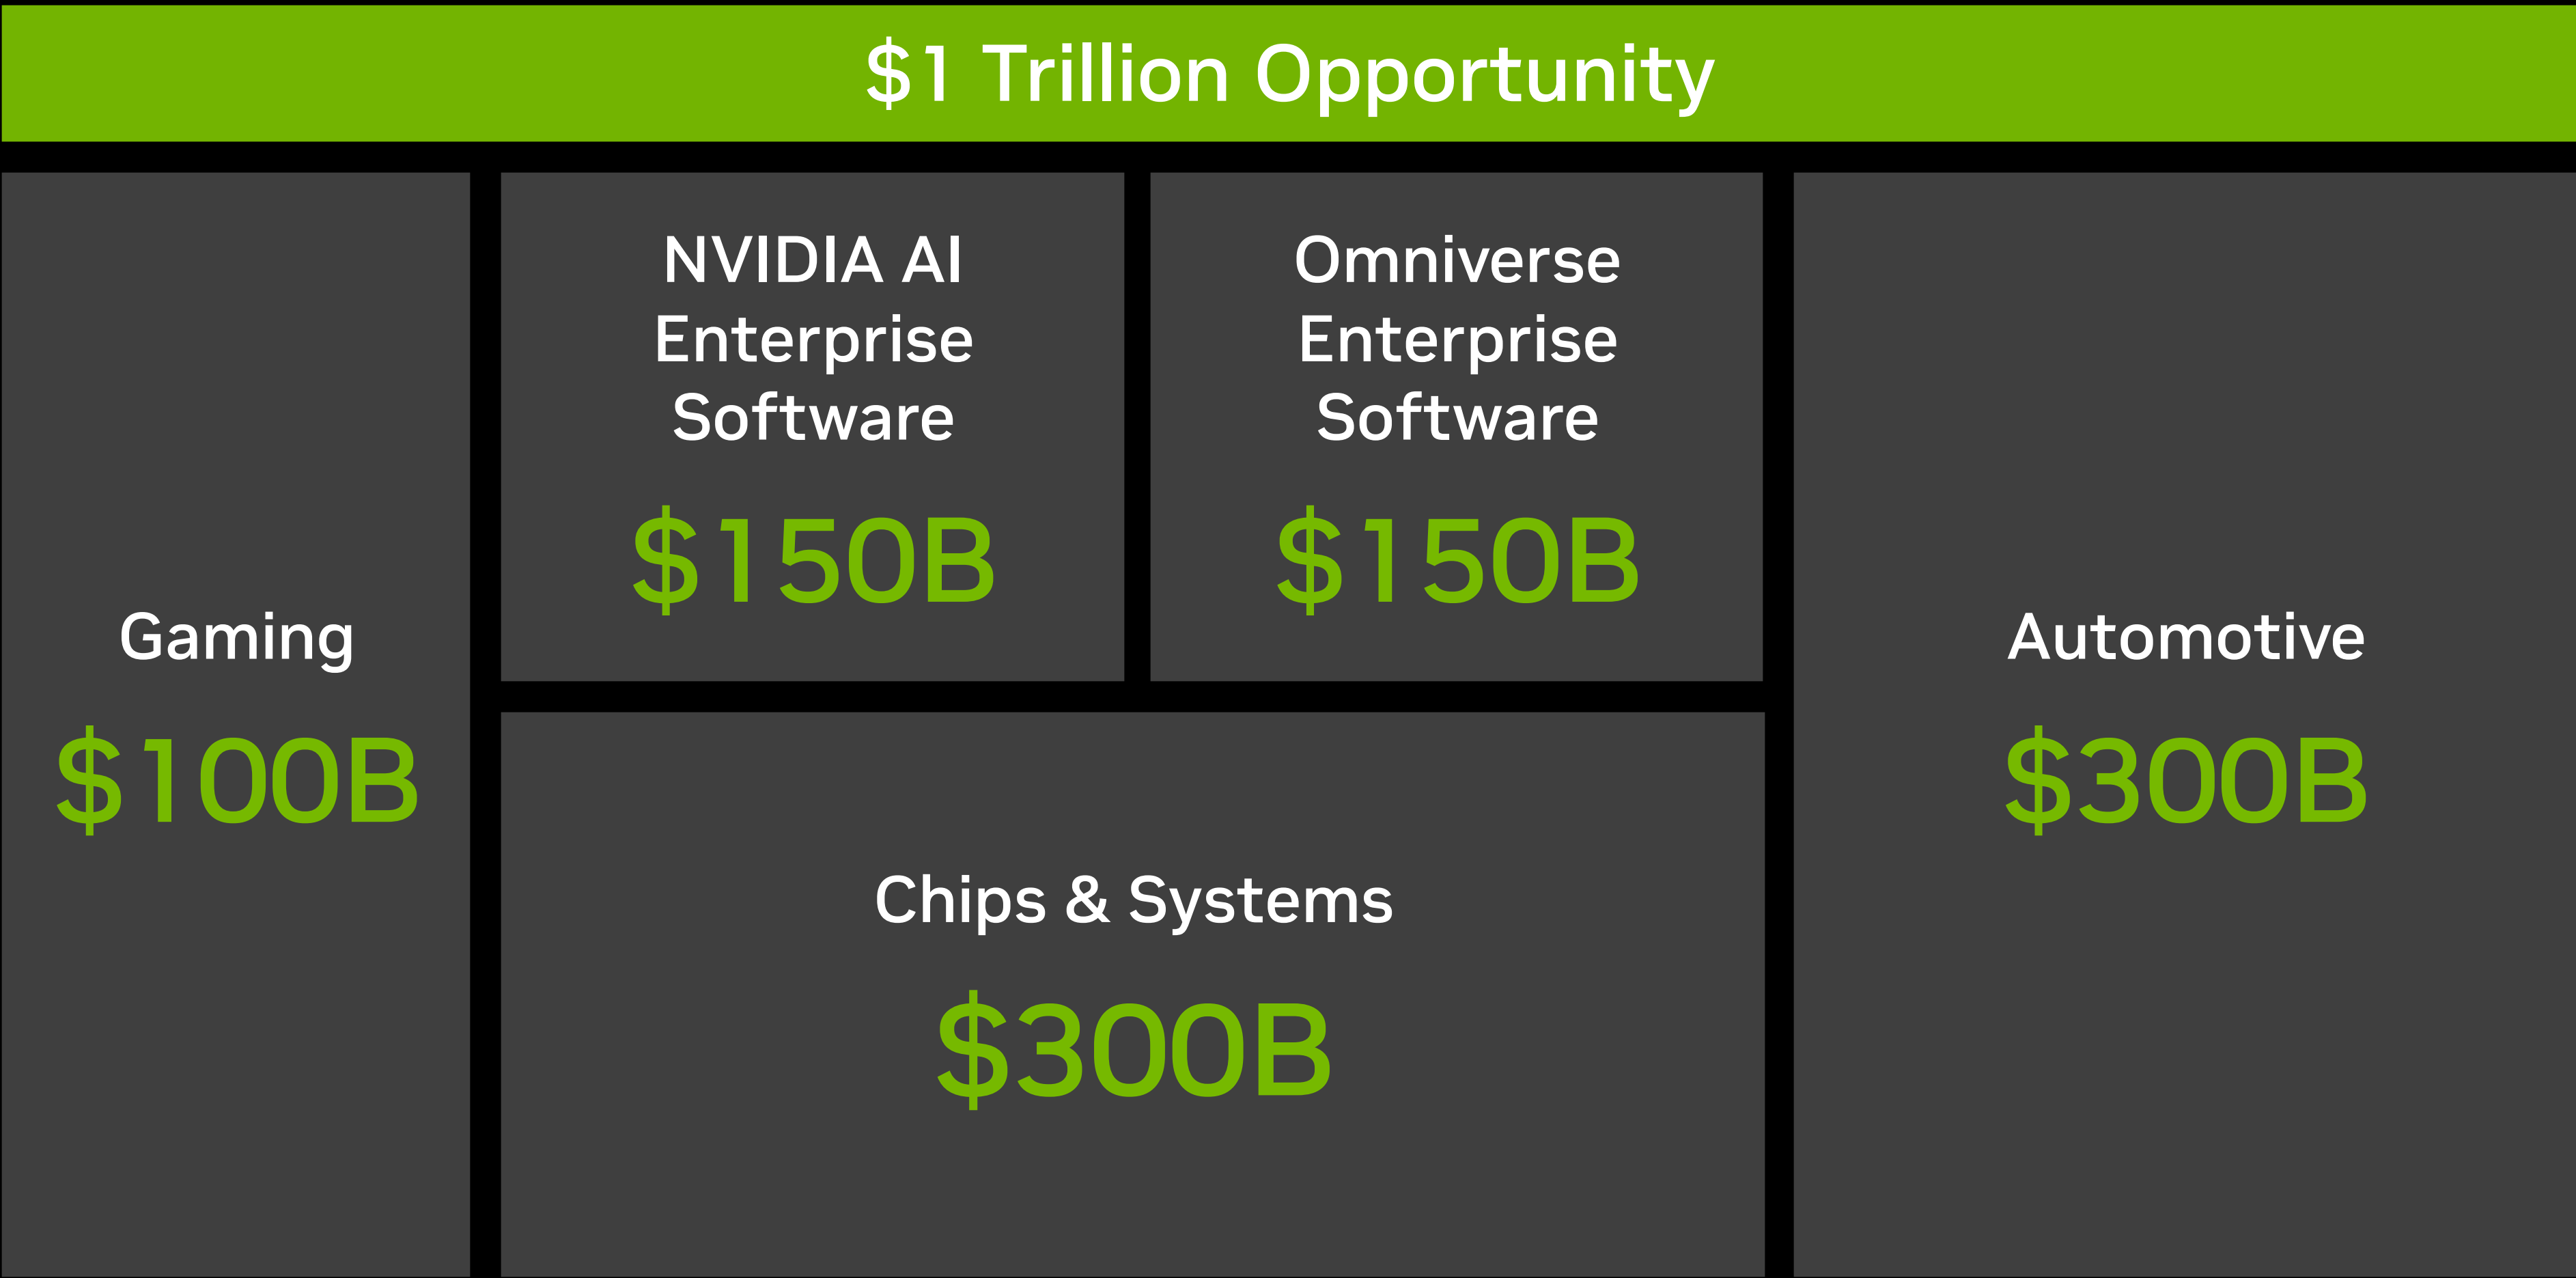 $1 Trillion Opportunity
Gaming
$100B
NVIDIA AI
Enterprise
Software
$150B
Omniverse
Enterprise
Software
$150B
Chips & Systems
$300B
Automotive
$300B